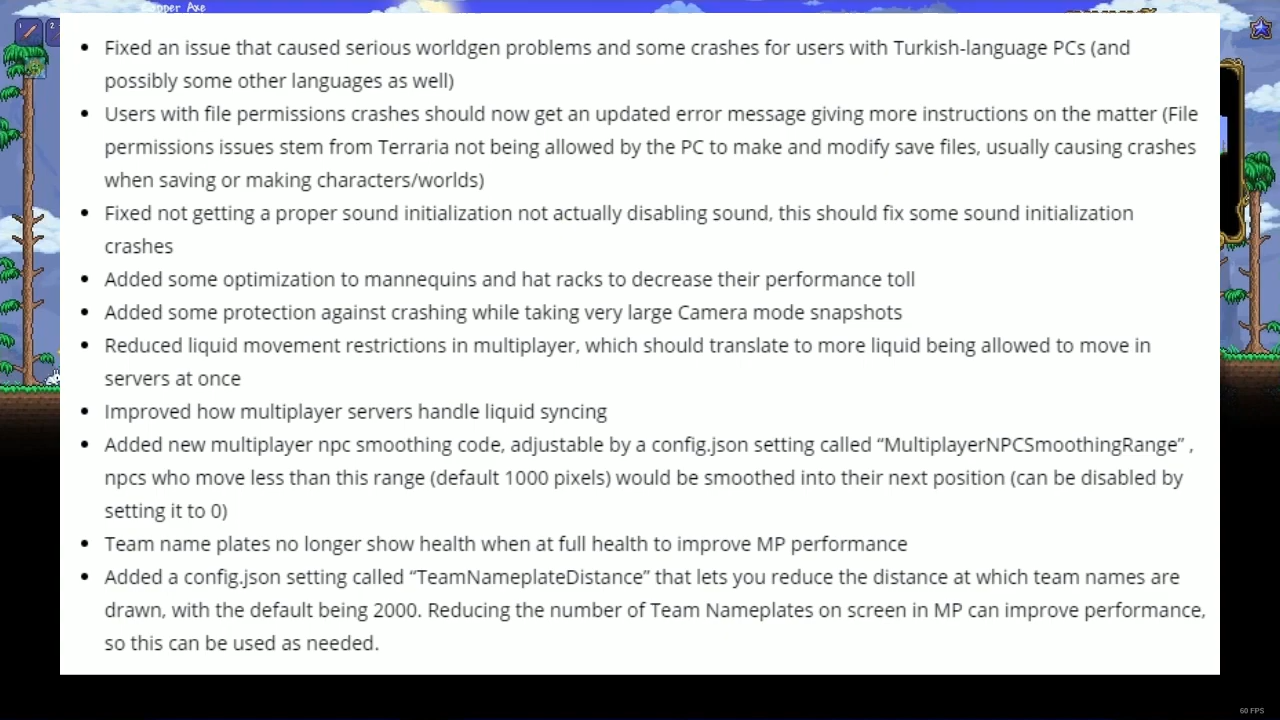 Copper Axe
1 2
• Fixed an issue that caused serious worldgen problems and some crashes for users with Turkish-language PCs (and
possibly some other languages as well)
• Users with file permissions crashes should now get an updated error message giving more instructions on the matter (File
permissions issues stem from Terraria not being allowed by the PC to make and modify save files, usually causing crashes
when saving or making characters/worlds)
• Fixed not getting a proper sound initialization not actually disabling sound, this should fix some sound initialization
crashes
• Added some optimization to mannequins and hat racks to decrease their performance toll
• Added some protection against crashing while taking very large Camera mode snapshots
• Reduced liquid movement restrictions in multiplayer, which should translate to more liquid being allowed to move in
servers at once
• Improved how multiplayer servers handle liquid syncing
• Added new multiplayer npc smoothing code, adjustable by a config.json setting called “MultiplayerNPCSmoothingRange” ,
npcs who move less than this range (default 1000 pixels) would be smoothed into their next position (can be disabled by
setting it to 0)
• Team name plates no longer show health when at full health to improve MP performance
• Added a config.json setting called “TeamNameplateDistance” that lets you reduce the distance at which team names are
drawn, with the default being 2000. Reducing the number of Team Nameplates on screen in MP can improve performance,
so this can be used as needed.
60 FPS